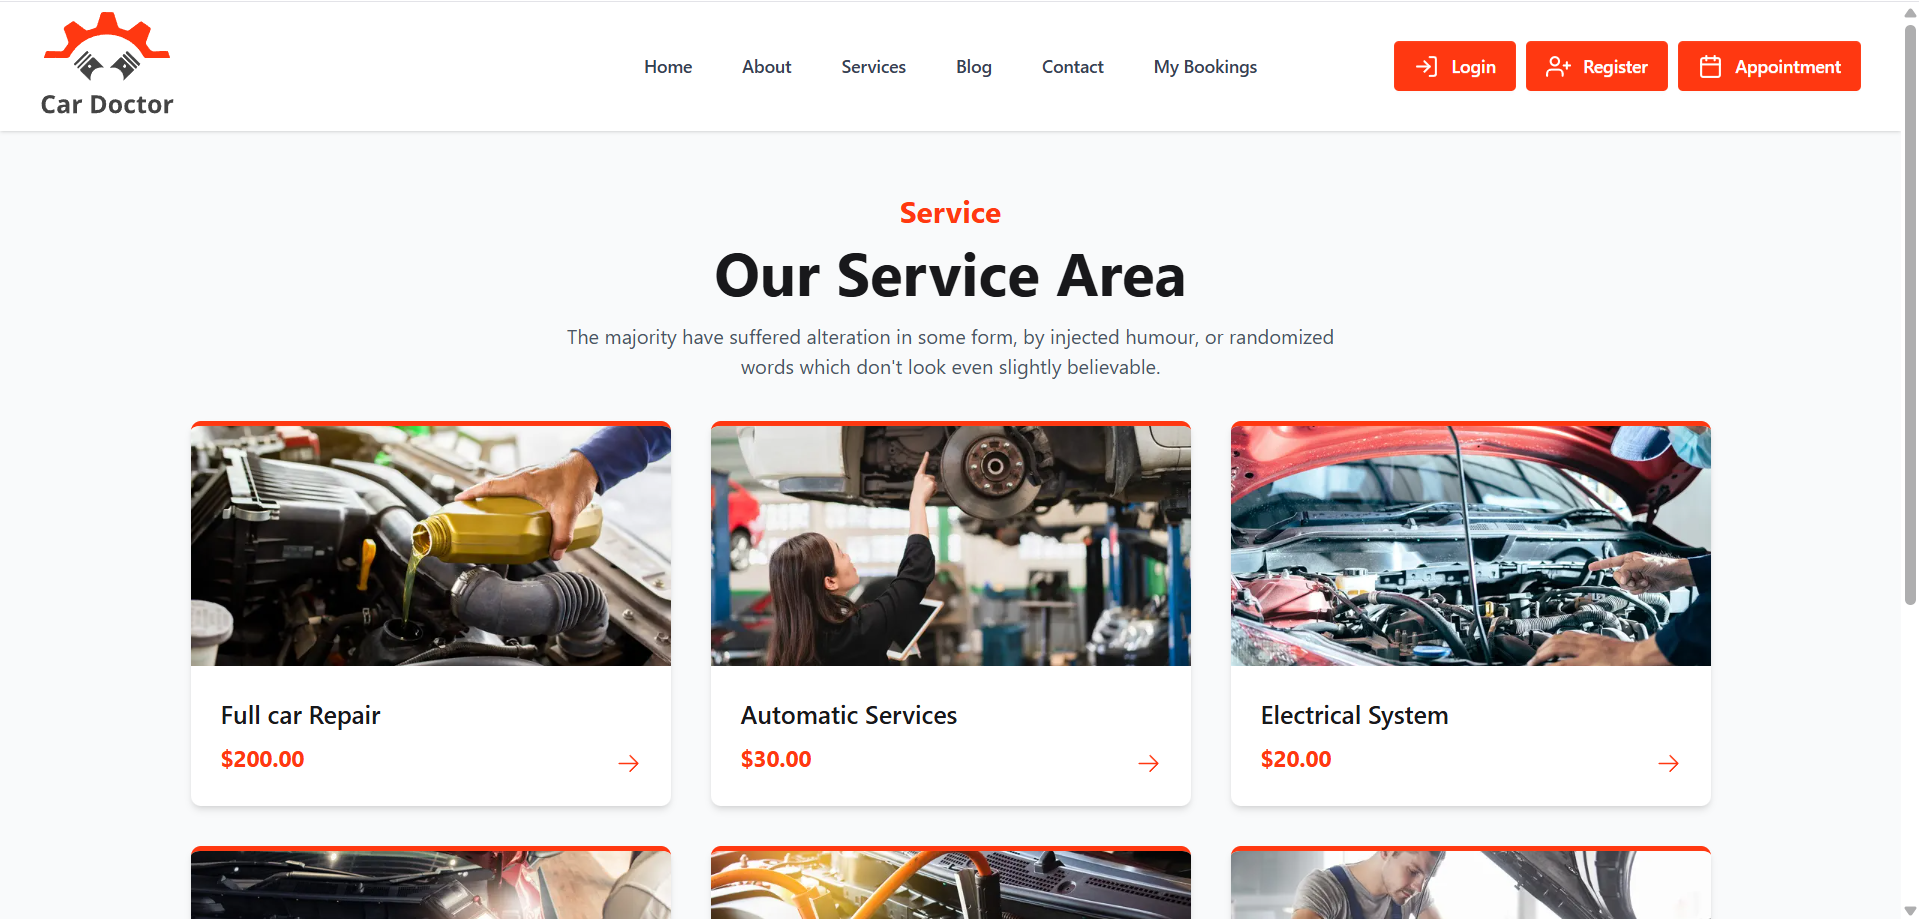 Car Doctor
Home
About
Services
Blog
Contact
My Bookings
Login
Register
Appointment
Service
Our Service Area
The majority have suffered alteration in some form, by injected humour, or randomized
words which don't look even slightly believable.
Full car Repair
$200.00
Automatic Services
$30.00
Electrical System
$20.00